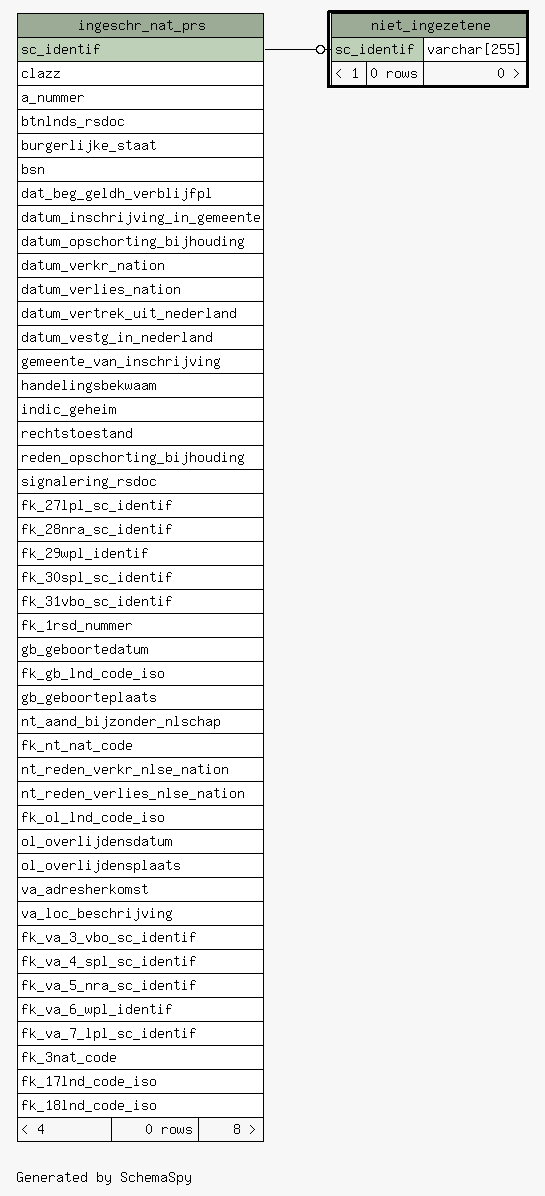 ingeschr_nat_prs
sc_identif
clazz
a_nummer
btnlnds_rsdoc
burgerlijke_staat
bsn
dat_beg_geldh_verblijfpl
datum_inschrijving_in_gemeente
datum_opschorting_bijhouding
datum_verkr_nation
datum_verlies_nation
datum_vertrek_uit_nederland
datum_vestg_in_nederland
gemeente_van_inschrijving
handelingsbekwaam
indic_geheim
rechtstoestand
reden_opschorting_bijhouding
signalering_rsdoc
fk_27lpl_sc_identif
fk_28nra_sc_identif
fk_29wpl_identif
fk_30spl_sc_identif
fk_31vbo_sc_identif
fk_1rsd_nummer
gb_geboortedatum
fk_gb_lnd_code_iso
gb_geboorteplaats
nt_aand_bijzonder_nlschap
fk_nt_nat_code
nt_reden_verkr_nlse_nation
nt_reden_verlies_nlse_nation
fk_ol_lnd_code_iso
ol_overlijdensdatum
ol_overlijdensplaats
va_adresherkomst
va_loc_beschrijving
fk_va_3_vbo_sc_identif
fk_va_4_spl_sc_identif
fk_va_5_nra_sc_identif
fk_va_6_wpl_identif
fk_va_7_lpl_sc_identif
fk_3nat_code
fk_17lnd_code_iso
fk_18lnd_code_iso
< 4 0 rows 8 >
niet_ingezetene
sc_identif varchar[255]
< 1 0 rows 0 >
Generated by SchemaSpy